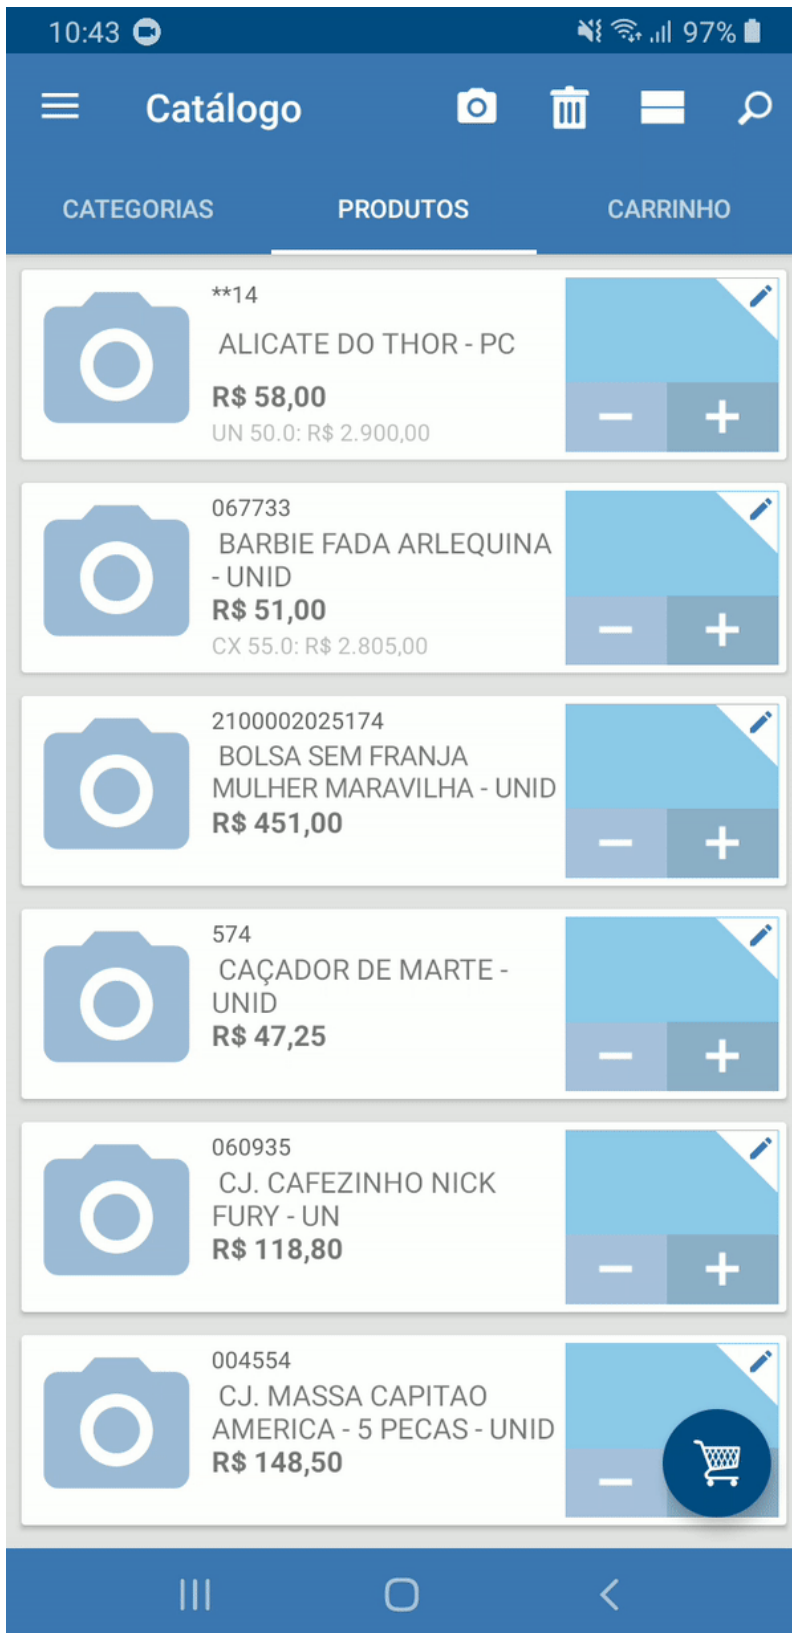 10:43 97%
Catálogo
CATEGORIAS PRODUTOS CARRINHO
**14
ALICATE DO THOR - PC
R$ 58,00
UN 50.0: R$ 2.900,00
067733
BARBIE FADA ARLEQUINA
- UNID
R$ 51,00
CX 55.0: R$ 2.805,00
2100002025174
BOLSA SEM FRANJA
MULHER MARAVILHA - UNID
R$ 451,00
574
CAÇADOR DE MARTE -
UNID
R$ 47,25
060935
CJ. CAFEZINHO NICK
FURY - UN
R$ 118,80
004554
CJ. MASSA CAPITAO
AMERICA - 5 PECAS - UNID
R$ 148,50